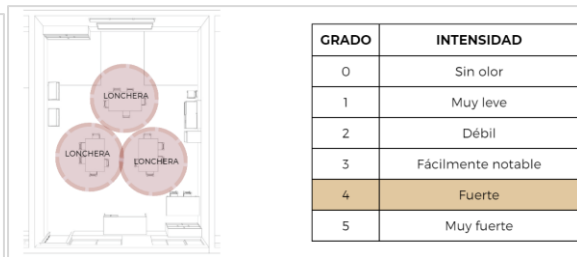 LONCHERA
LONCHERA
LONCHERA
GRADO INTENSIDAD
0 Sin olor
1 Muy leve
2 Débil
3 Fácilmente notable
4 Fuerte
5 Muy fuerte